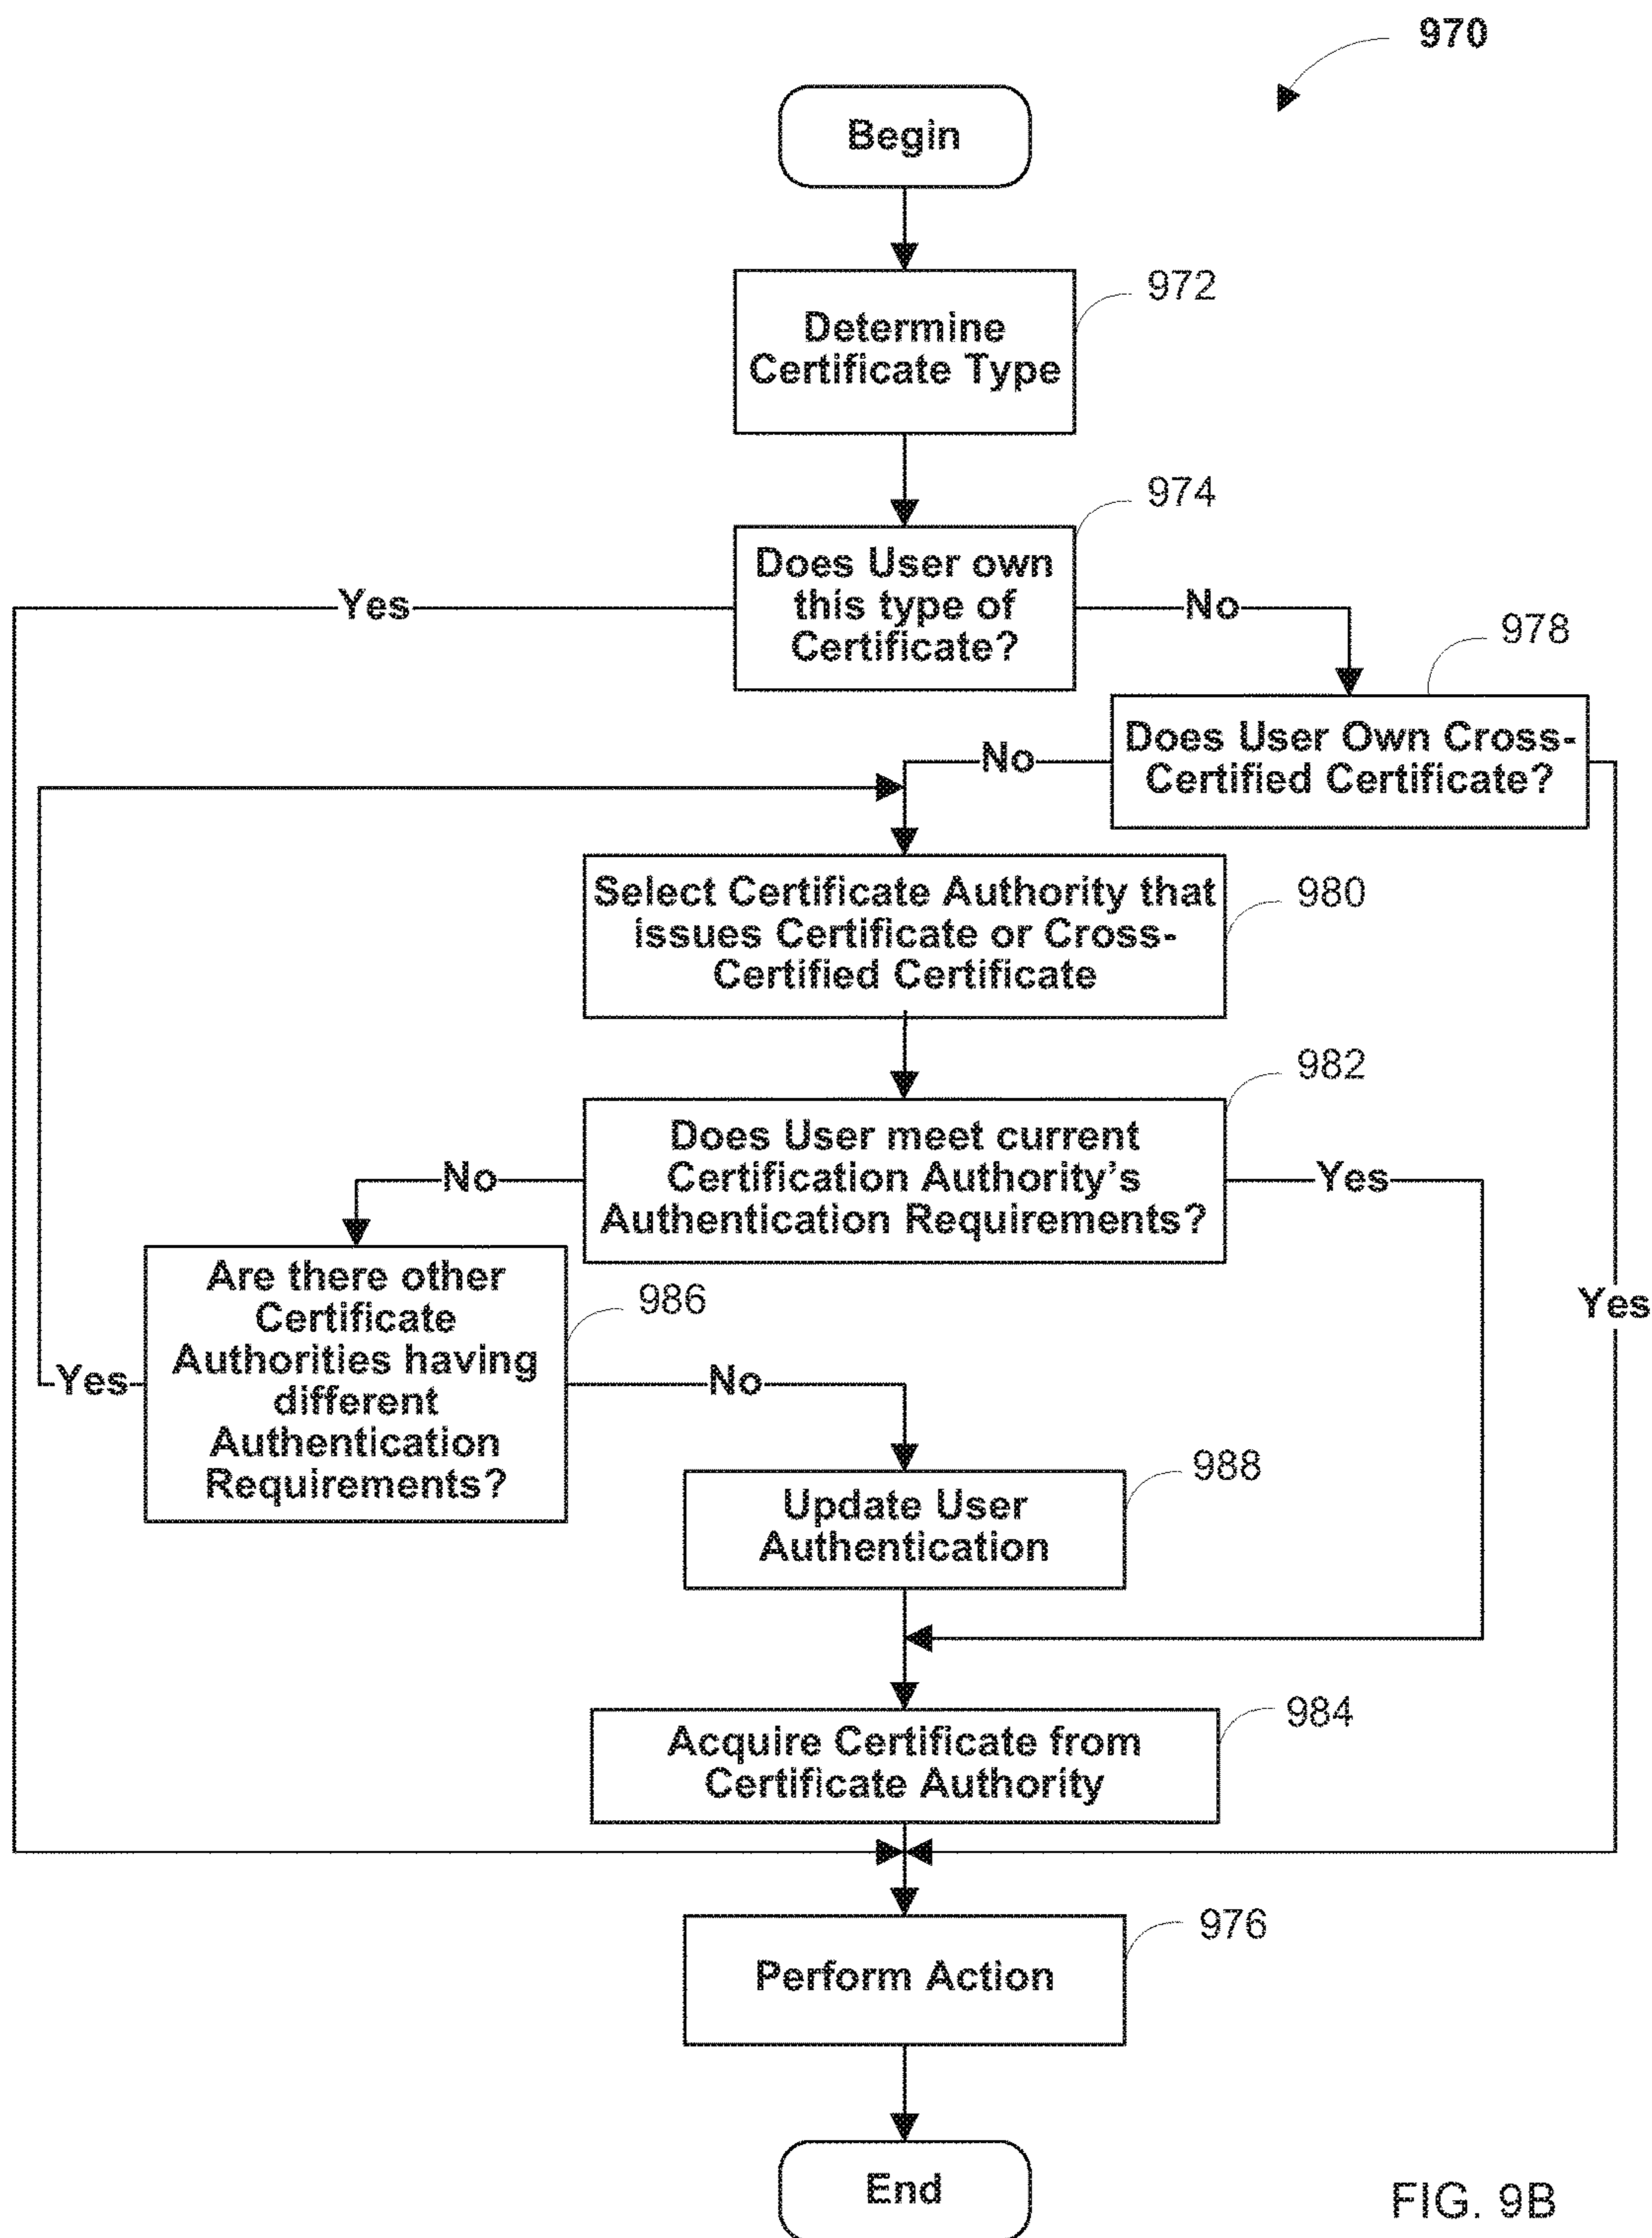 970
Begin
972
Determine
Certificate Type
974
Does User own
this type of
Certificate?
Yes
No
978
Does User Own Cross-
Certified Certificate?
No
980
Select Certificate Authority that
issues Certificate or Cross-
Certified Certificate
982
Does User meet current
Certification Authority's
Authentication Requirements?
No
Yes
Are there other
Certificate
Authorities having
different
Authentication
Requirements?
986
Yes
Yes
No
988
Update User
Authentication
984
Acquire Certificate from
Certificate Authority
976
Perform Action
End
FIG. 9B